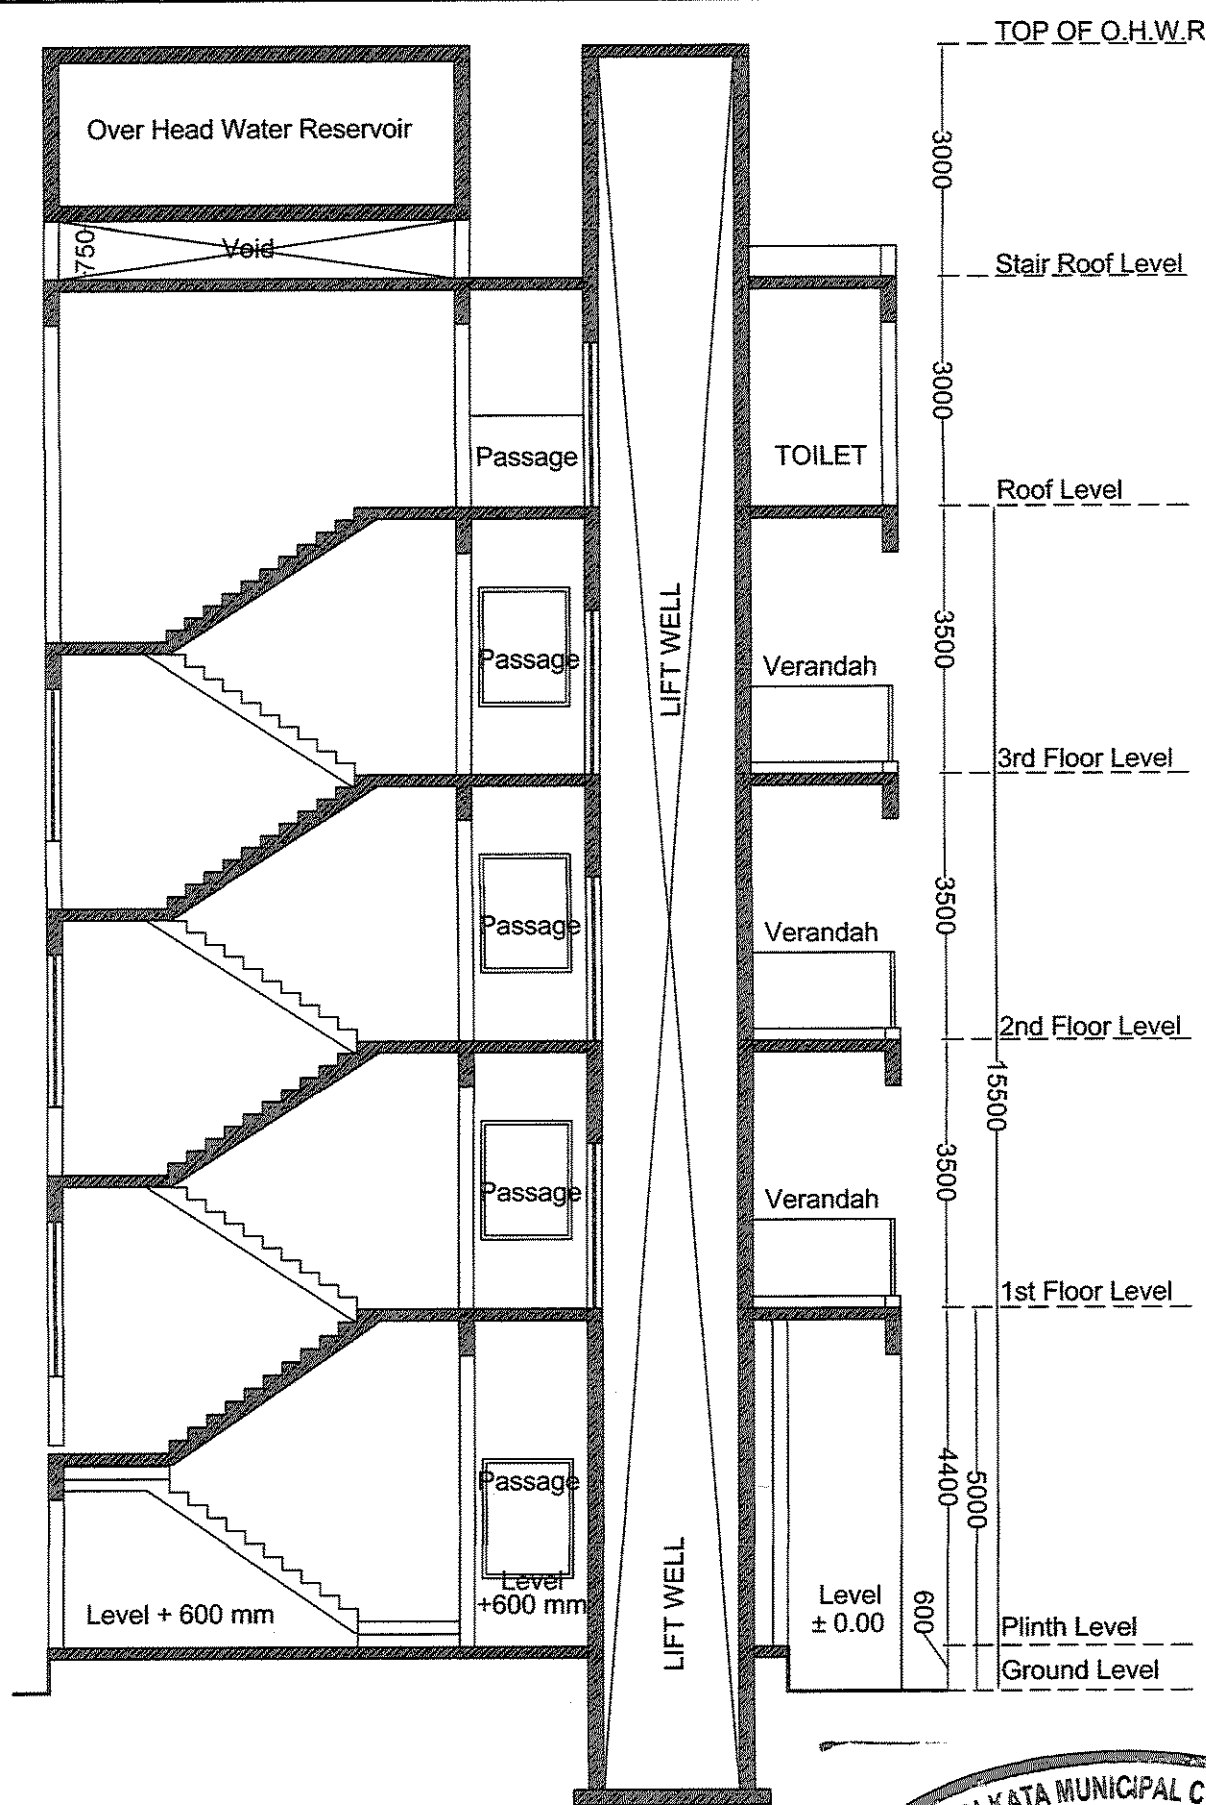 TOP OF O.H.W.R
Over Head Water Reservoir
3000
750
Void
Stair Roof Level
3000
Passage
TOILET
Roof Level
LIFT WELL
3500
Passage
Verandah
3rd Floor Level
3500
Passage
Verandah
2nd Floor Level
15500
3500
Passage
Verandah
1st Floor Level
4400
5000
Passage
LIFT WELL
Level + 600 mm
Level
+600 mm
Level
± 0.00
600
Plinth Level
Ground Level
KATA MUNICIPAL C